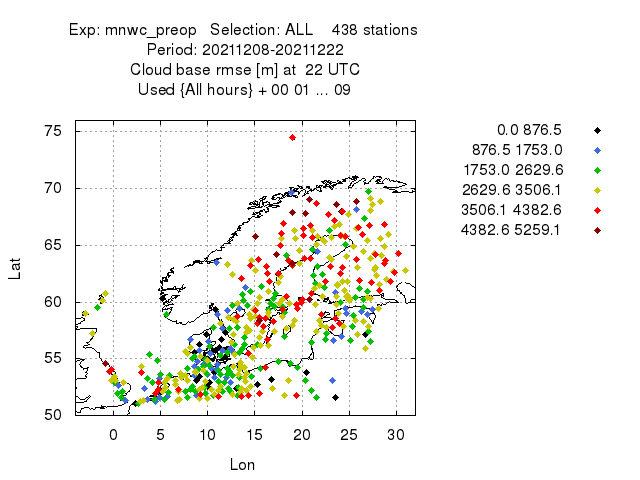 Exp: mnwc_preop   Selection: ALL    438 stations
Period: 20211208-20211222
Cloud base rmse [m] at  22 UTC
Used {All hours} + 00 01 ... 09
0.0 876.5
876.5 1753.0
1753.0 2629.6
2629.6 3506.1
3506.1 4382.6
4382.6 5259.1
75
70
65
60
55
50
Lat
0 5 10 15 20 25 30
Lon